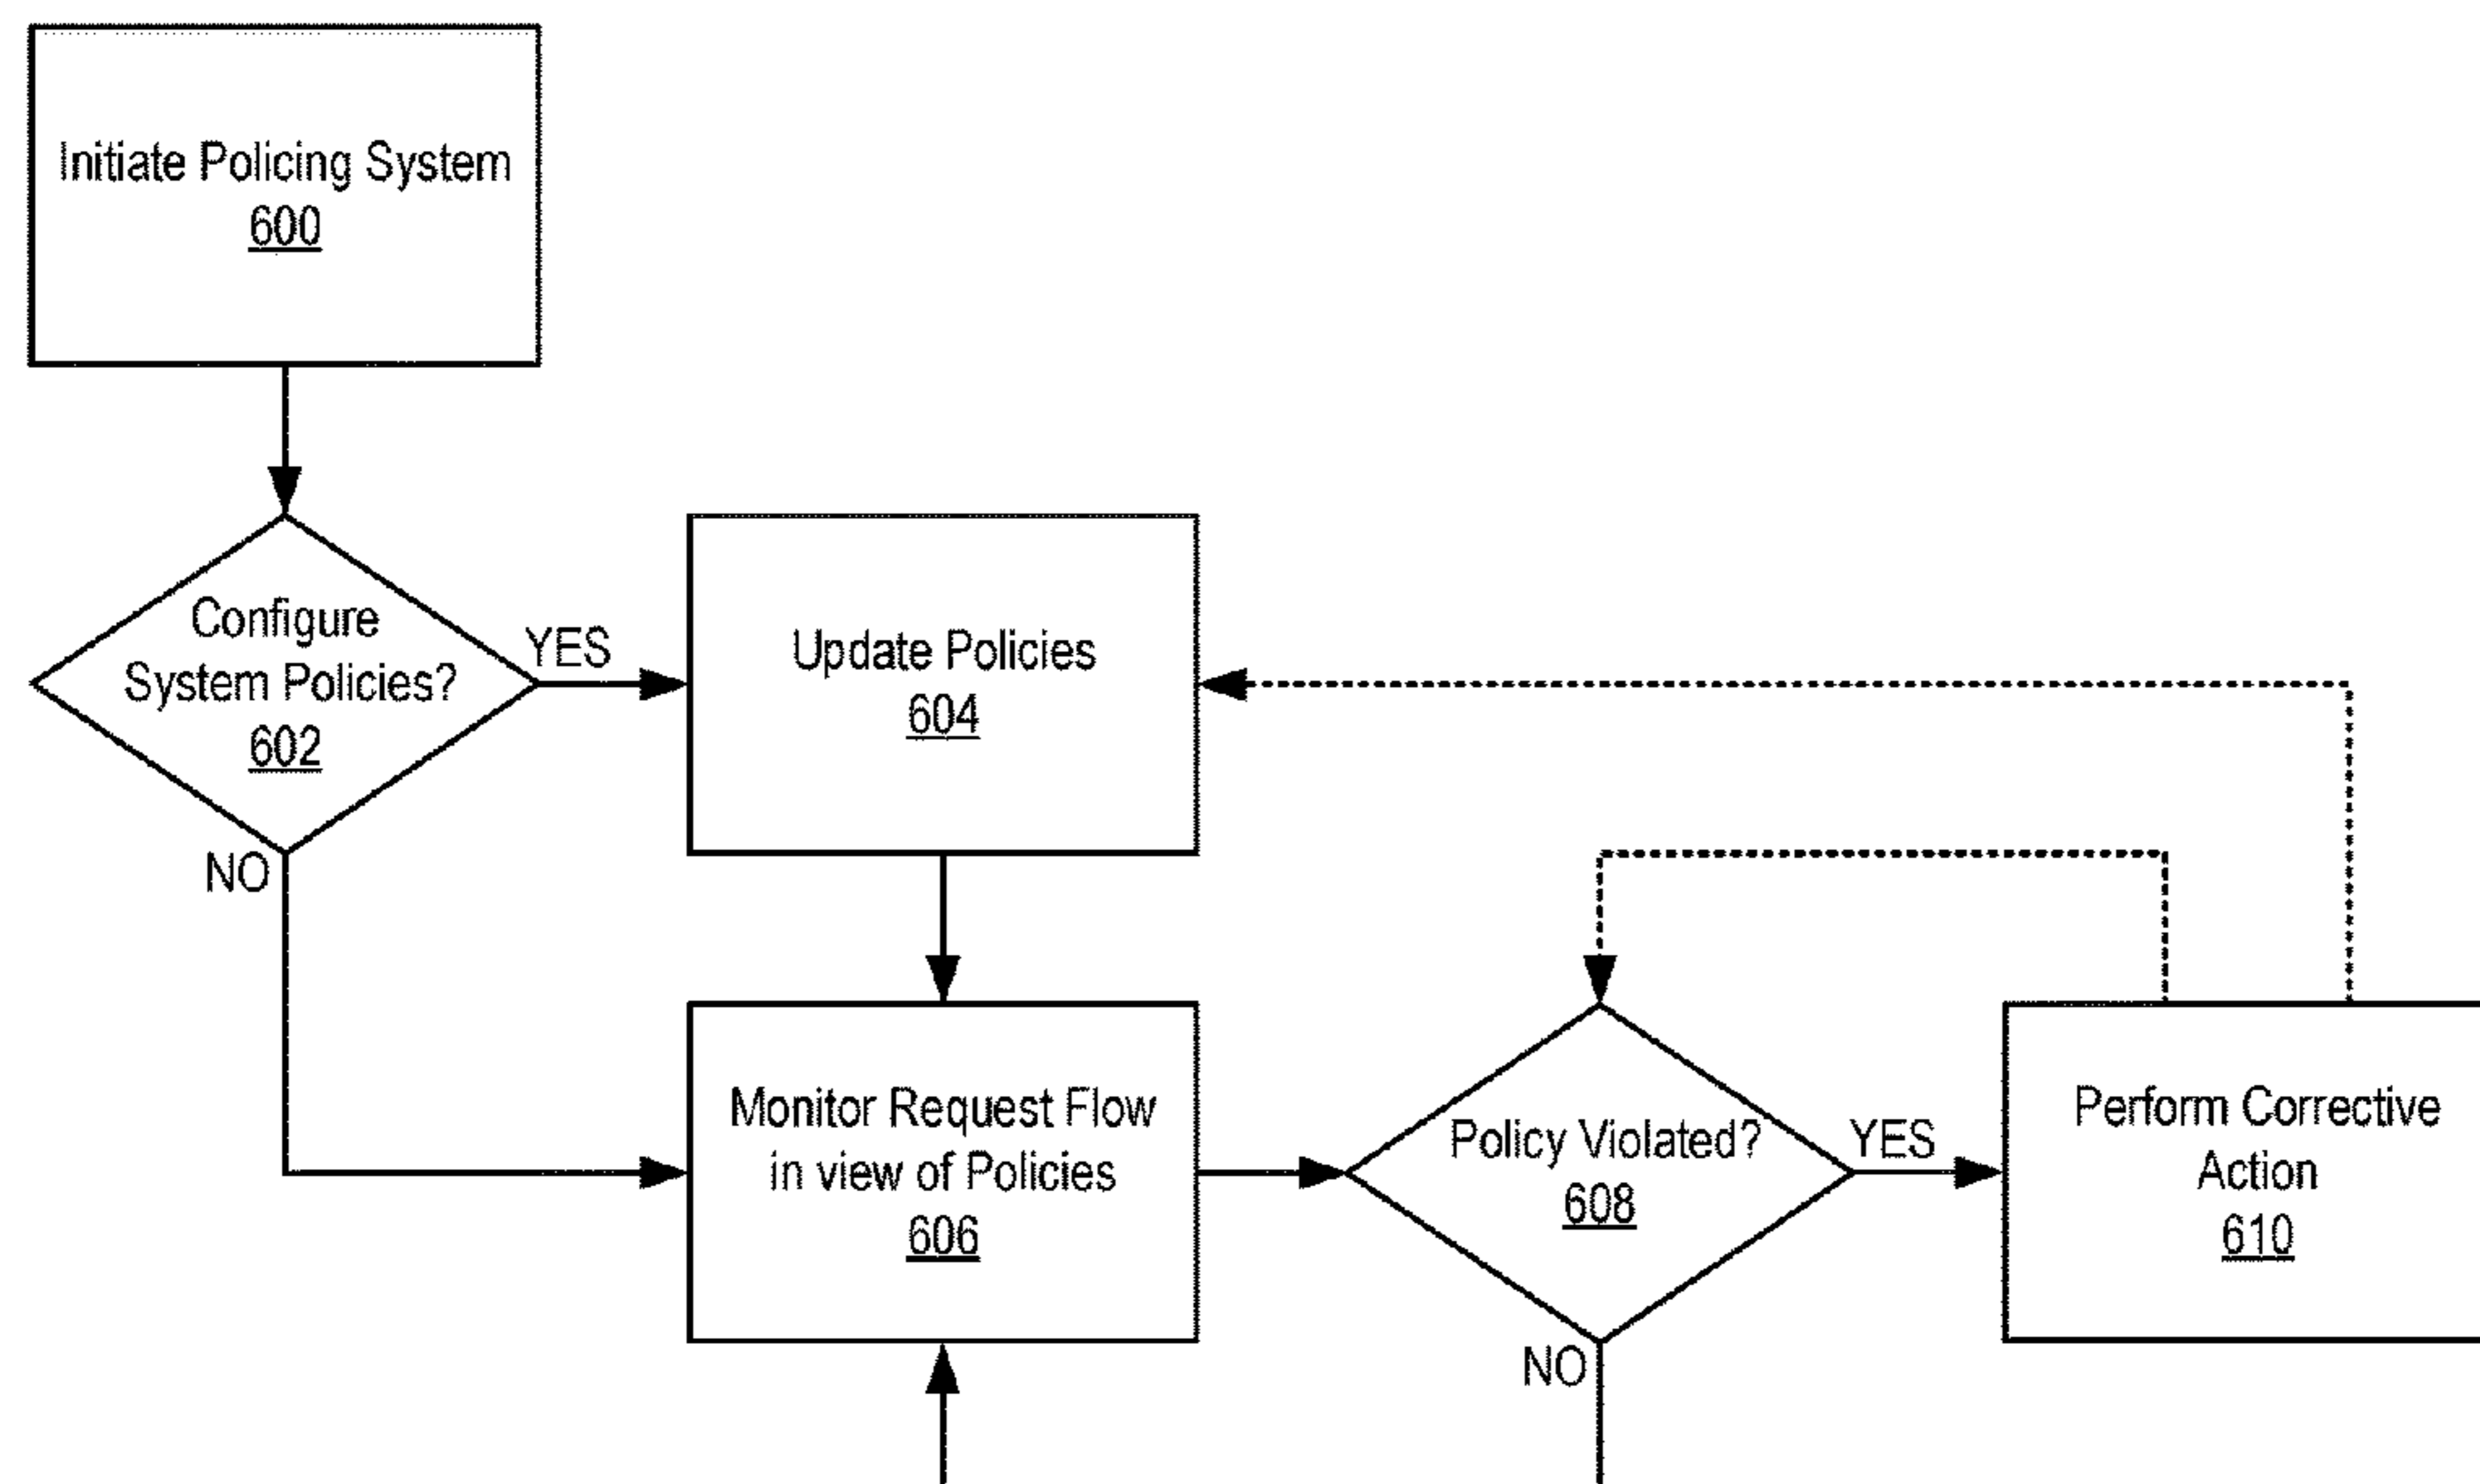 Initiate Policing System
600
Configure
System Policies?
602
YES
NO
Update Policies
604
Monitor Request Flow
in view of Policies
606
Policy Violated?
608
YES
NO
Perform Corrective
Action
610